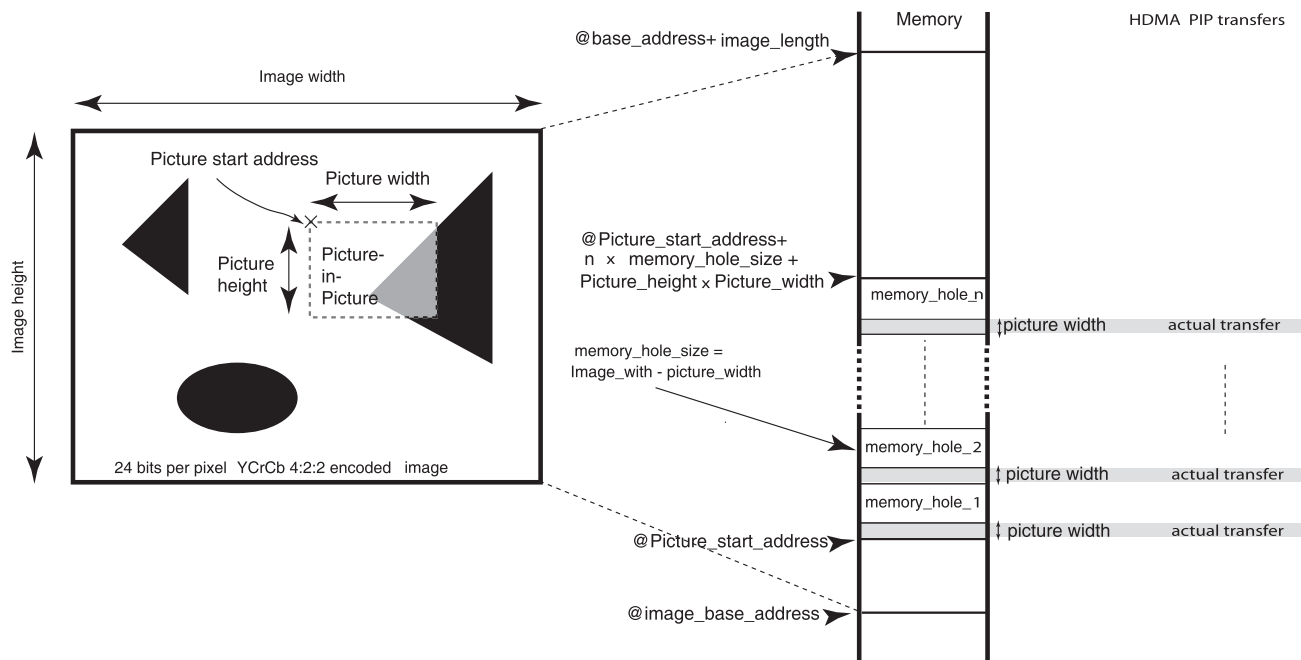 Memory
HDMA PIP transfers
@base_address+ image_length
Image width
Image height
Picture start address
Picture width
Picture
height
Picture-
in-
Picture
24 bits per pixel YCrCb 4:2:2 encoded image
@Picture_start_address+
n x memory_hole_size +
Picture_height x Picture_width
memory_hole_n
picture width
actual transfer
memory_hole_size =
Image_with - picture_width
memory_hole_2
picture width
actual transfer
memory_hole_1
picture width
actual transfer
@Picture_start_address
@image_base_address